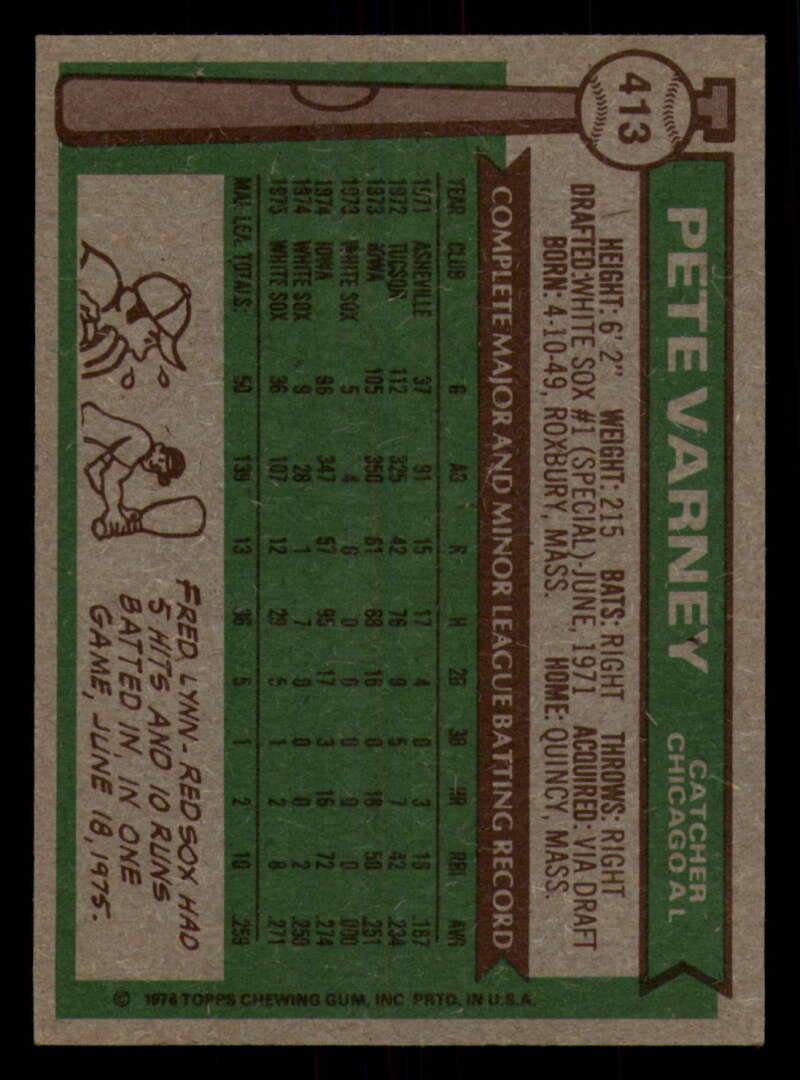 413
PETE VARNEY
CATCHER
CHICAGO AL
HEIGHT: 6' 2" WEIGHT: 215 BATS: RIGHT THROWS: RIGHT
DRAFTED: WHITE SOX #1 (SPECIAL)-JUNE, 1971 ACQUIRED: VIA DRAFT
BORN: 4-10-49, ROXBURY, MASS. HOME: QUINCY, MASS.
COMPLETE MAJOR AND MINOR LEAGUE BATTING RECORD
YEAR CLUB G AB R H 2B 3B HR RBI AVR
1971 ASHEVILLE 37 91 15 17 4 0 3 16 .187
1972 TUCSON 112 325 42 76 9 5 7 42 .234
1973 IOWA 105 350 61 88 16 0 18 50 .251
1973 WHITE SOX 5 4 0 0 0 0 0 0 .000
1974 IOWA 96 347 57 95 17 3 16 72 .274
1974 WHITE SOX 9 28 1 7 0 0 0 2 .250
1975 WHITE SOX 36 107 12 29 5 1 2 8 .271
MAJ. LEA. TOTALS: 50 139 13 36 5 1 2 10 .259
FRED LYNN-RED SOX HAD
5 HITS AND 10 RUNS
BATTED IN, IN ONE
GAME, JUNE 18, 1975.
© 1976 TOPPS CHEWING GUM, INC PRTD. IN U.S.A.